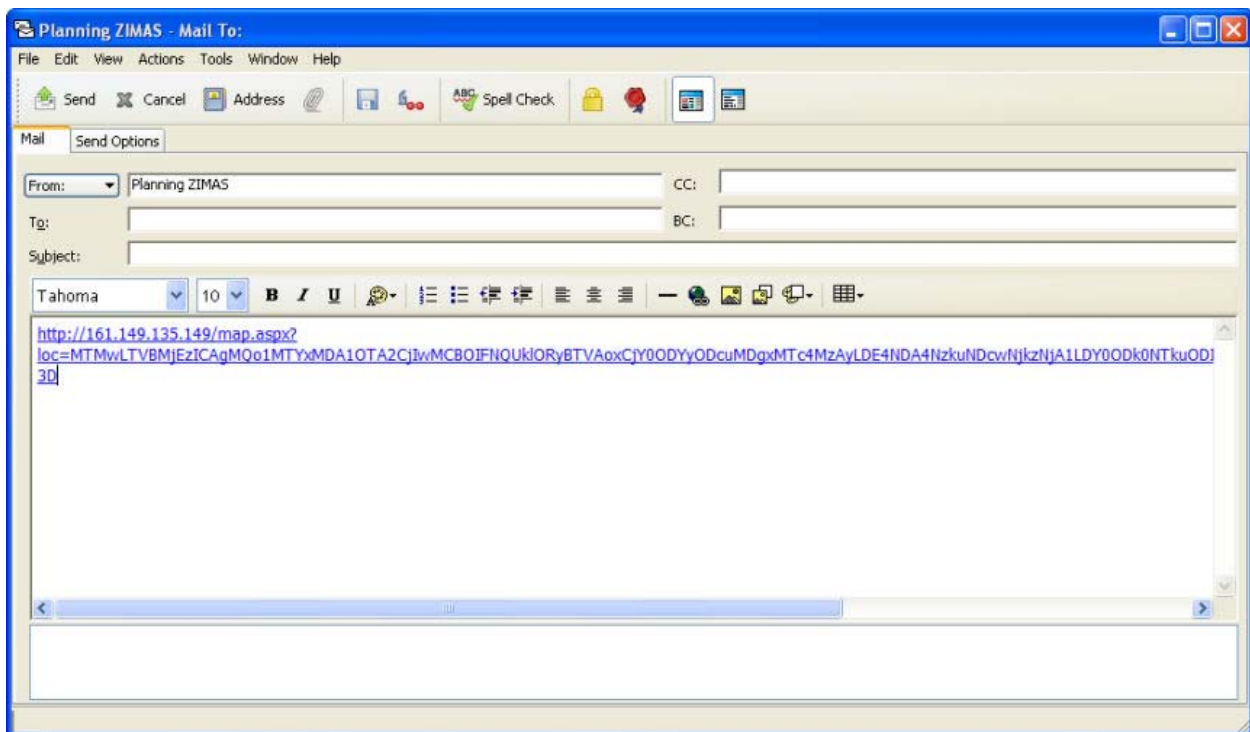 Planning ZIMAS - Mail To:
File Edit View Actions Tools Window Help
Send Cancel Address ABC Spell Check
Mail Send Options
From: Planning ZIMAS CC:
To: BC:
Subject:
Tahoma 10 B I U
http://161.149.135.149/map.aspx?
loc=MTMwLTVBMjEzICAgMQo1MTYxMDA1OTA2CjIwMCBOIFNQUklORyBTVAoxCjY0ODYyODcuMDgxMTc4MzAyLDE4NDA4NzkuNDcwNjkzNjA1LDY0ODk0NTkuODI
3D